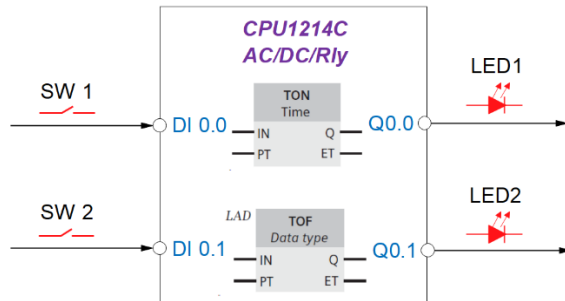 CPU1214C
AC/DC/Rly
LED1
SW 1
TON
Time
DI 0.0
IN
Q
Q0.0
PT
ET
LED2
SW 2
LAD
TOF
Data type
DI 0.1
IN
Q
Q0.1
PT
ET